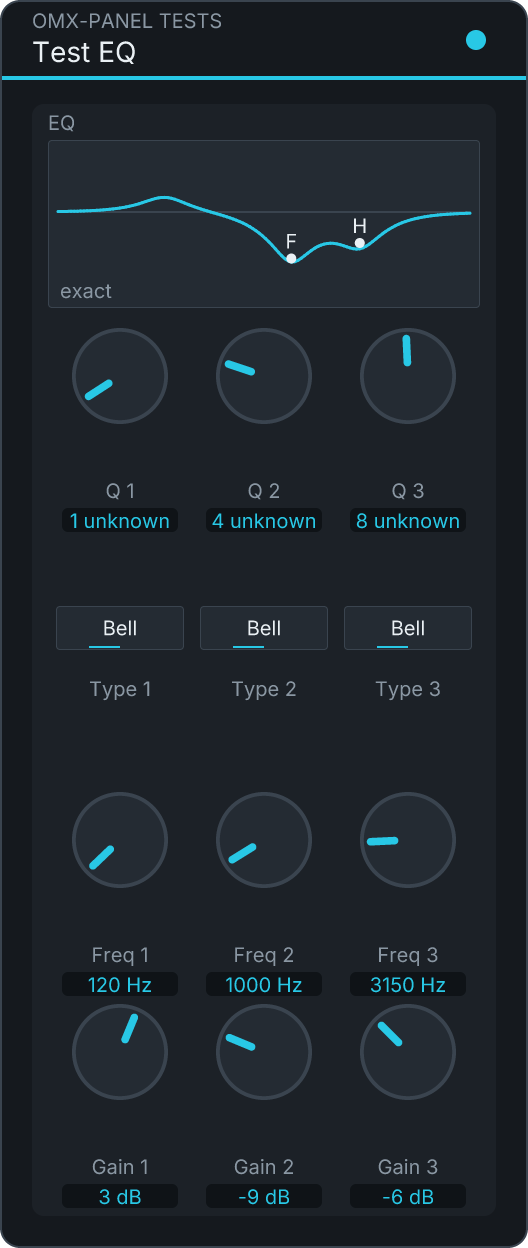 OMX-PANEL TESTS
Test EQ
EQ
F
H
exact
Q 1 Q 2 Q 3
1 unknown 4 unknown 8 unknown
Bell Bell Bell
Type 1 Type 2 Type 3
Freq 1 Freq 2 Freq 3
120 Hz 1000 Hz 3150 Hz
Gain 1 Gain 2 Gain 3
3 dB -9 dB -6 dB